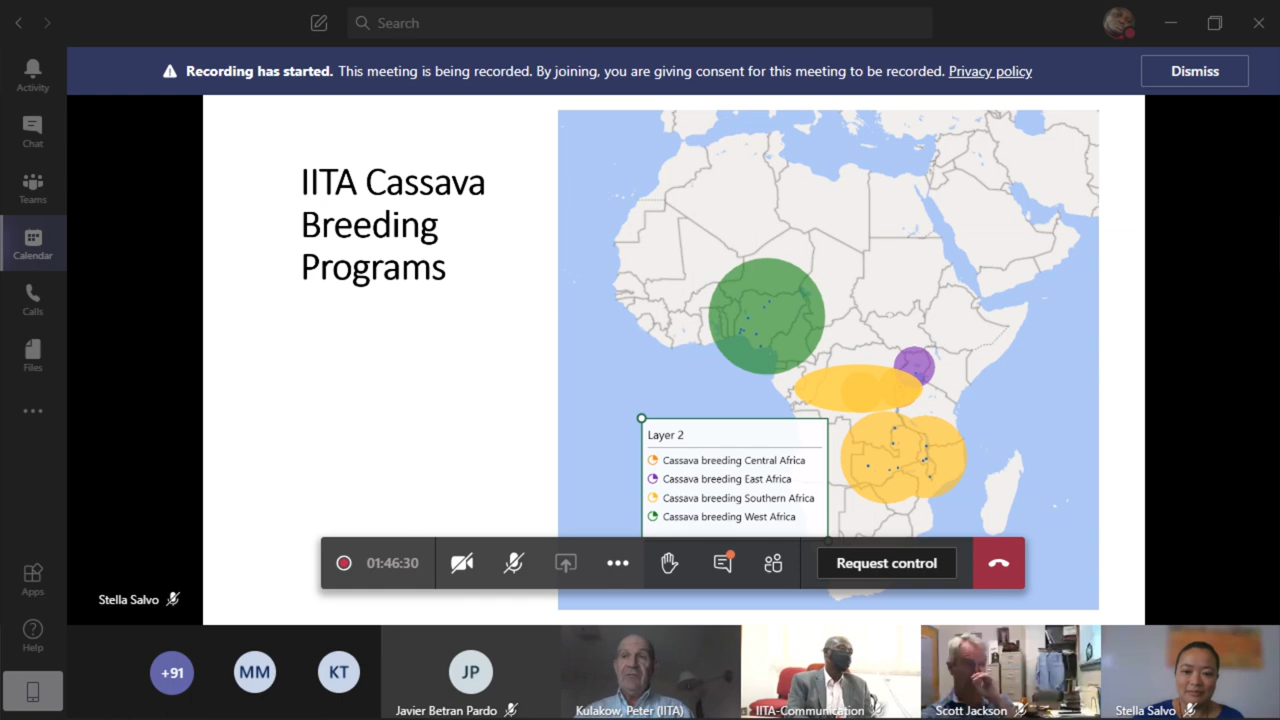 Search
Recording has started. This meeting is being recorded. By joining, you are giving consent for this meeting to be recorded. Privacy policy
Dismiss
Activity
Chat
Teams
Calendar
Calls
Files
Apps
Help
IITA Cassava
Breeding
Programs
Layer 2
Cassava breeding Central Africa
Cassava breeding East Africa
Cassava breeding Southern Africa
Cassava breeding West Africa
01:46:30
Request control
Stella Salvo
+91
MM
KT
JP
Javier Betran Pardo
Kulakow, Peter (IITA)
IITA-Communication
Scott Jackson
Stella Salvo